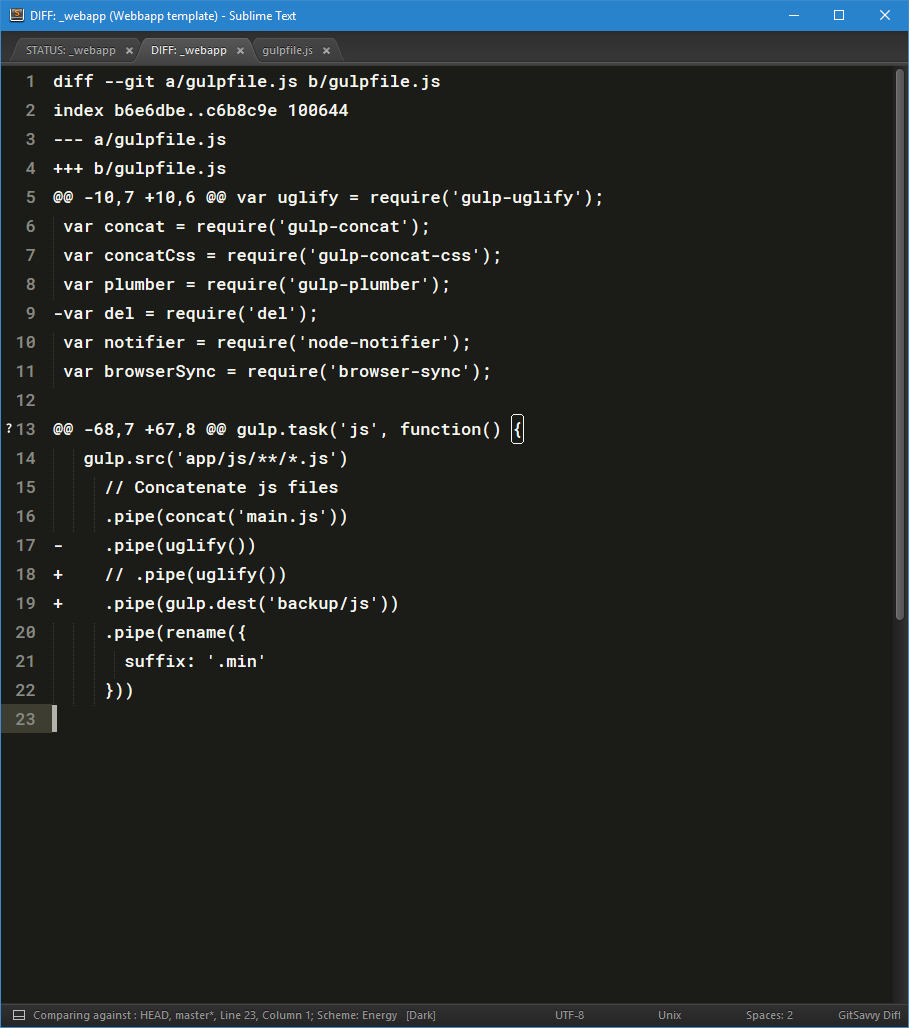 DIFF: _webapp (Webbapp template) - Sublime Text
STATUS: _webapp × DIFF: _webapp × gulpfile.js ×
1 diff --git a/gulpfile.js b/gulpfile.js
2 index b6e6dbe..c6b8c9e 100644
3 --- a/gulpfile.js
4 +++ b/gulpfile.js
5 @@ -10,7 +10,6 @@ var uglify = require('gulp-uglify');
6  var concat = require('gulp-concat');
7  var concatCss = require('gulp-concat-css');
8  var plumber = require('gulp-plumber');
9 -var del = require('del');
10  var notifier = require('node-notifier');
11  var browserSync = require('browser-sync');
12
?13 @@ -68,7 +67,8 @@ gulp.task('js', function() {
14    gulp.src('app/js/**/*.js')
15      // Concatenate js files
16      .pipe(concat('main.js'))
17 -    .pipe(uglify())
18 +    // .pipe(uglify())
19 +    .pipe(gulp.dest('backup/js'))
20      .pipe(rename({
21        suffix: '.min'
22      }))
23
Comparing against : HEAD, master*, Line 23, Column 1; Scheme: Energy [Dark] UTF-8 Unix Spaces: 2 GitSavvy Diff